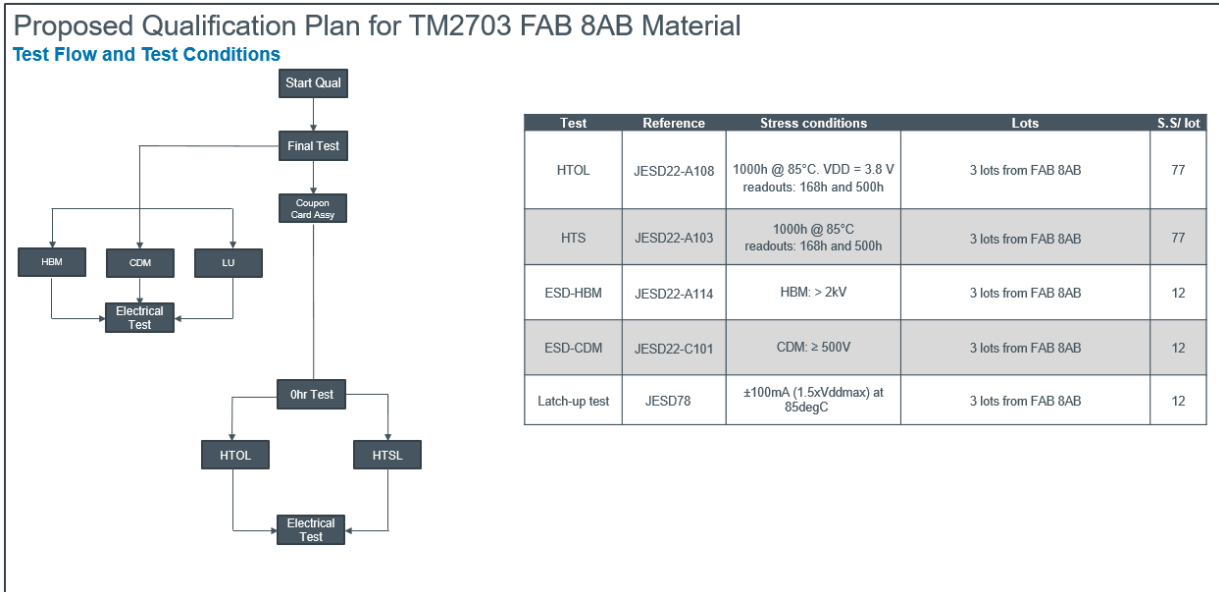 Proposed Qualification Plan for TM2703 FAB 8AB Material
Test Flow and Test Conditions
Start Qual
Final Test
Coupon
Card Assy
HBM
CDM
LU
Electrical
Test
0hr Test
HTOL
HTSL
Electrical
Test
Test Reference Stress conditions Lots S.S/ lot
HTOL JESD22-A108 1000h @ 85°C. VDD = 3.8 V
readouts: 168h and 500h 3 lots from FAB 8AB 77
HTS JESD22-A103 1000h @ 85°C
readouts: 168h and 500h 3 lots from FAB 8AB 77
ESD-HBM JESD22-A114 HBM: > 2kV 3 lots from FAB 8AB 12
ESD-CDM JESD22-C101 CDM: ≥ 500V 3 lots from FAB 8AB 12
Latch-up test JESD78 ±100mA (1.5xVddmax) at
85degC 3 lots from FAB 8AB 12